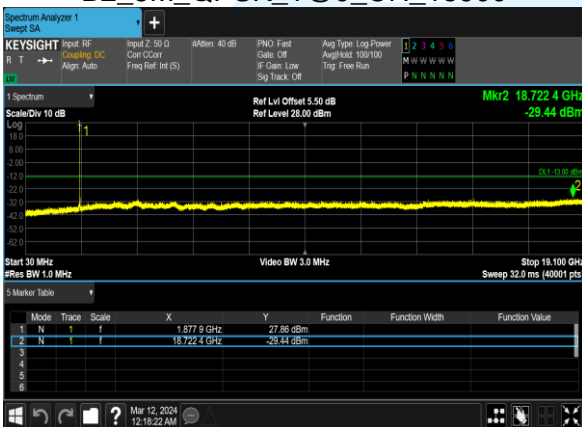 Spectrum Analyzer 1
Swept SA
+
KEYSIGHT
R T
LV
Input: RF
Coupling: DC
Align: Auto
Input Z: 50 Ω
Corr CCorr
Freq Ref: Int (S)
#Atten: 40 dB
PNO: Fast
Gate: Off
IF Gain: Low
Sig Track: Off
Avg Type: Log-Power
Avg|Hold: 100/100
Trig: Free Run
1 2 3 4 5 6
M W W W W W
P N N N N N
1 Spectrum
Scale/Div 10 dB
Ref Lvl Offset 5.50 dB
Ref Level 28.00 dBm
Mkr2 18.722 4 GHz
-29.44 dBm
Log
18.0
8.00
-2.00
-12.0
-22.0
-32.0
-42.0
-52.0
-62.0
1
DL1 -13.00 dBm
2
Start 30 MHz
#Res BW 1.0 MHz
Video BW 3.0 MHz
Stop 19.100 GHz
Sweep 32.0 ms (40001 pts)
5 Marker Table
Mode Trace Scale X Y Function Function Width Function Value
1 N 1 f 1.877 9 GHz 27.86 dBm
2 N 1 f 18.722 4 GHz -29.44 dBm
3
4
5
6
?
Mar 12, 2024
12:18:22 AM